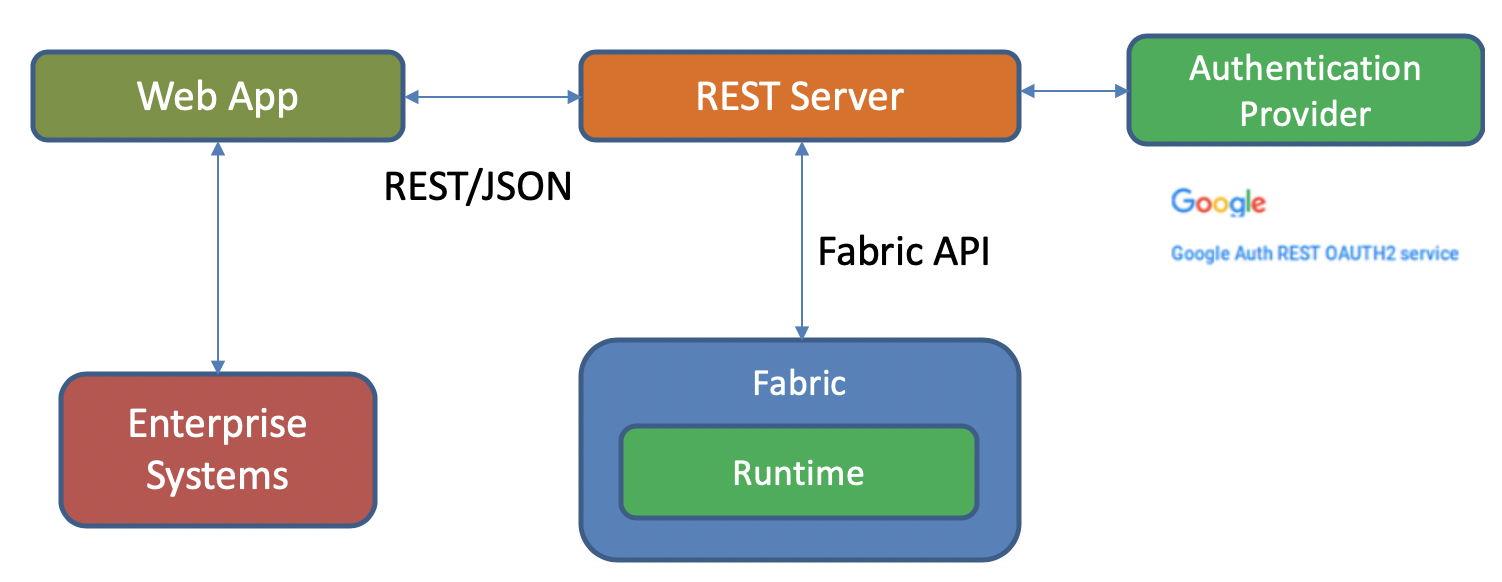 Web App
REST Server
Authentication
Provider
REST/JSON
Google
Fabric API
Google Auth REST OAUTH2 service
Fabric
Enterprise
Systems
Runtime